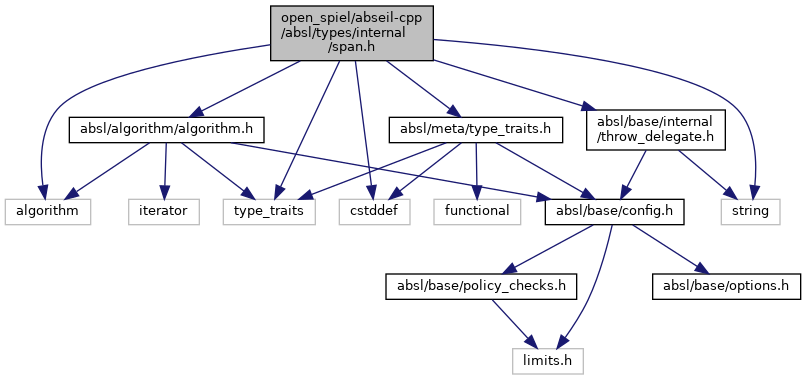 open_spiel/abseil-cpp
/absl/types/internal
/span.h
absl/algorithm/algorithm.h
absl/meta/type_traits.h
absl/base/internal
/throw_delegate.h
algorithm
iterator
type_traits
cstddef
functional
absl/base/config.h
string
absl/base/policy_checks.h
absl/base/options.h
limits.h